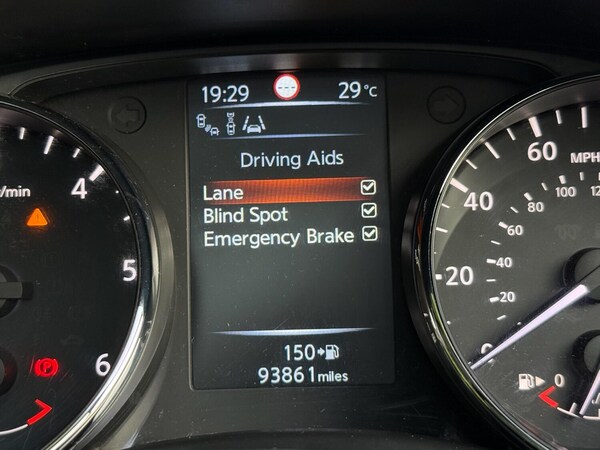 19:29 29°C
Driving Aids
Lane
Blind Spot
Emergency Brake
150
93861 miles
r/min
4
5
6
P
MPH
60
40
20
0
100
80
60
40
20
0